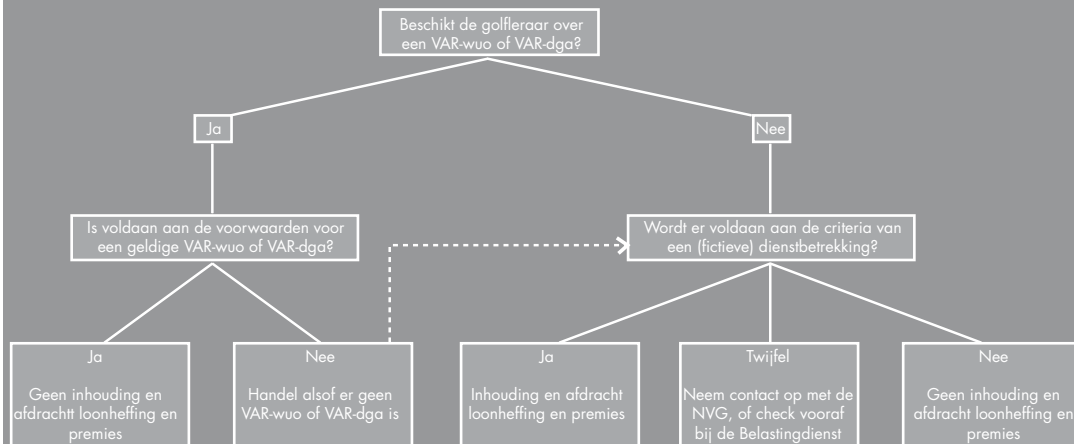 Beschikt de golfleraar over
een VAR-wuo of VAR-dga?
Ja
Nee
Is voldaan aan de voorwaarden voor
een geldige VAR-wuo of VAR-dga?
Wordt er voldaan aan de criteria van
een (fictieve) dienstbetrekking?
Ja
Geen inhouding en
afdrachtt loonheffing en
premies
Nee
Handel alsof er geen
VAR-wuo of VAR-dga is
Ja
Inhouding en afdracht
loonheffing en premies
Twijfel
Neem contact op met de
NVG, of check vooraf
bij de Belastingdienst
Nee
Geen inhouding en
afdracht loonheffing en
premies